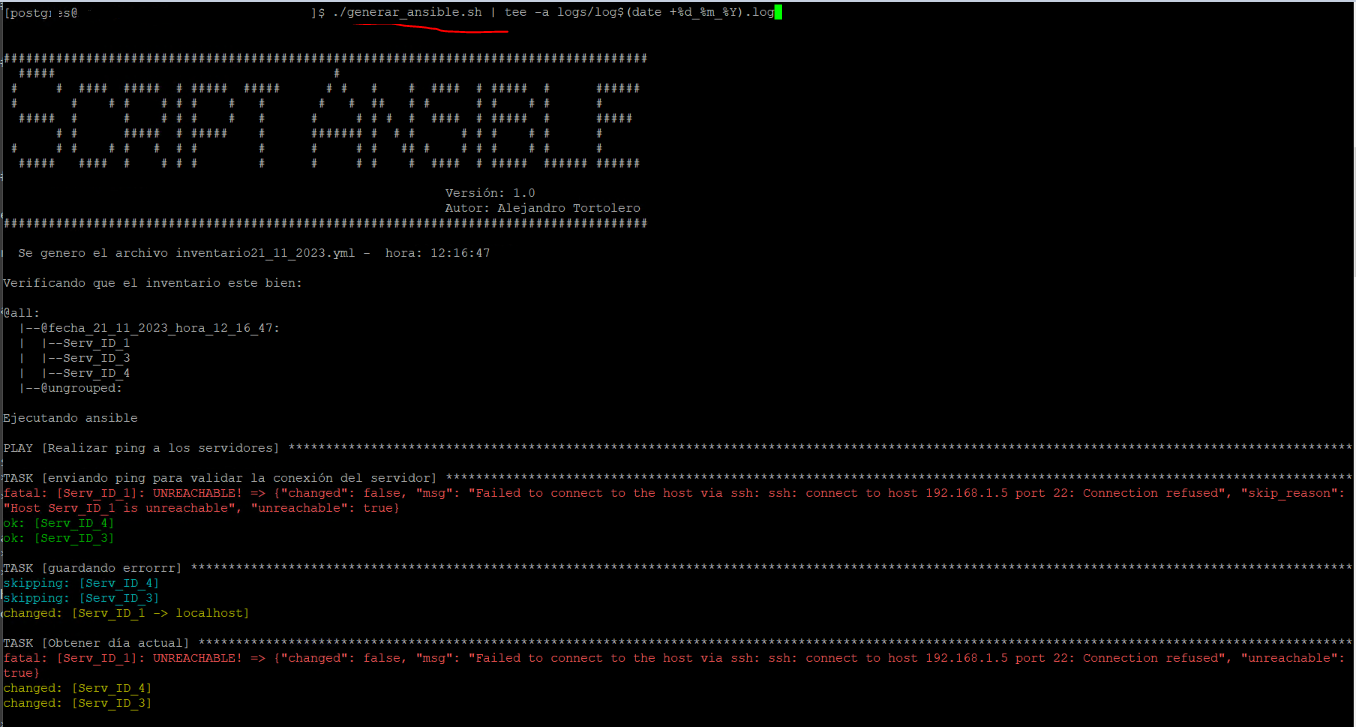 [postgres@ ]$ ./generar_ansible.sh | tee -a logs/log$(date +%d_%m_%Y).log
SCRIPT ANSIBLE
Versión: 1.0
Autor: Alejandro Tortolero
Se genero el archivo inventario21_11_2023.yml - hora: 12:16:47
Verificando que el inventario este bien:
@all:
|--@fecha_21_11_2023_hora_12_16_47:
| |--Serv_ID_1
| |--Serv_ID_3
| |--Serv_ID_4
|--@ungrouped:
Ejecutando ansible
PLAY [Realizar ping a los servidores] ****
TASK [enviando ping para validar la conexión del servidor] ****
fatal: [Serv_ID_1]: UNREACHABLE! => {"changed": false, "msg": "Failed to connect to the host via ssh: ssh: connect to host 192.168.1.5 port 22: Connection refused", "skip_reason":
"Host Serv_ID_1 is unreachable", "unreachable": true}
ok: [Serv_ID_4]
ok: [Serv_ID_3]
TASK [guardando errorrr] ****
skipping: [Serv_ID_4]
skipping: [Serv_ID_3]
changed: [Serv_ID_1 -> localhost]
TASK [Obtener día actual] ****
fatal: [Serv_ID_1]: UNREACHABLE! => {"changed": false, "msg": "Failed to connect to the host via ssh: ssh: connect to host 192.168.1.5 port 22: Connection refused", "unreachable":
true}
changed: [Serv_ID_4]
changed: [Serv_ID_3]